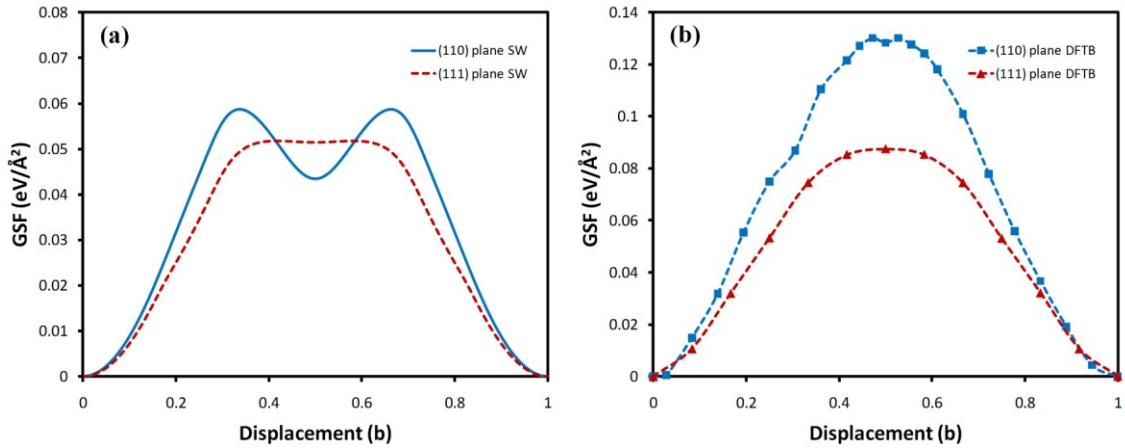 (a)
(110) plane SW
(111) plane SW
GSF (eV/Å²)
0.08
0.07
0.06
0.05
0.04
0.03
0.02
0.01
0
0 0.2 0.4 0.6 0.8 1
Displacement (b)
(b)
(110) plane DFTB
(111) plane DFTB
GSF (eV/Å²)
0.14
0.12
0.1
0.08
0.06
0.04
0.02
0
0 0.2 0.4 0.6 0.8 1
Displacement (b)